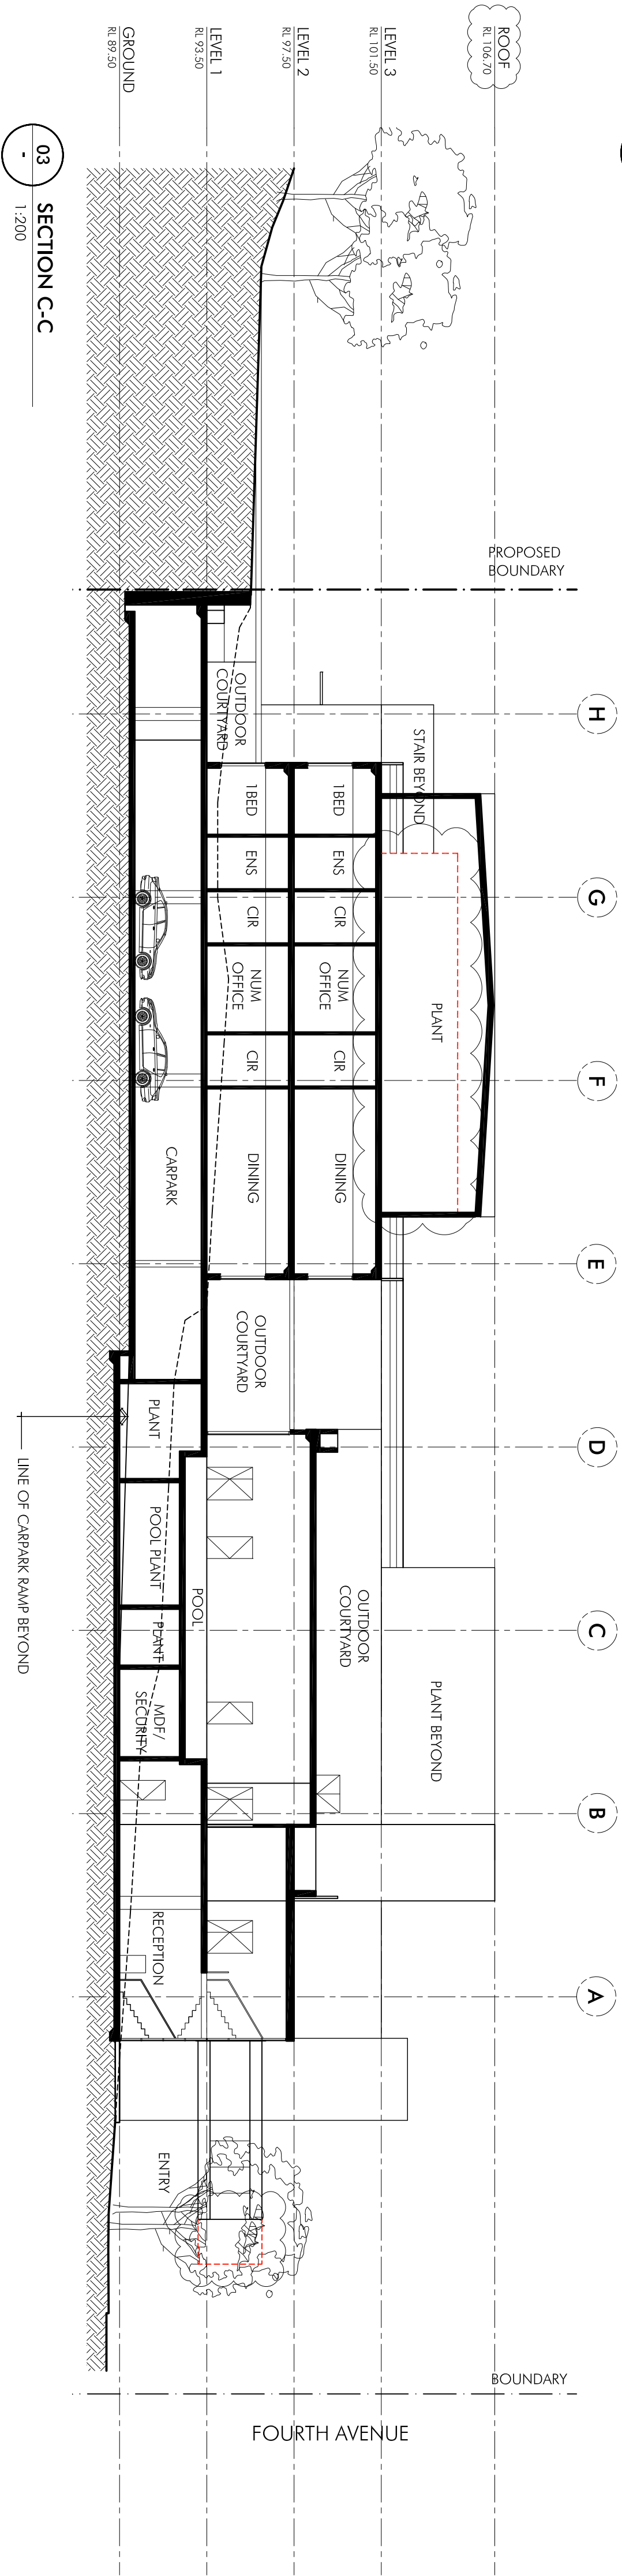 ROOF
RL 106.70
LEVEL 3
RL 101.50
LEVEL 2
RL 97.50
LEVEL 1
RL 93.50
GROUND
RL 89.50
03
-
SECTION C-C
1:200
PROPOSED
BOUNDARY
H
G
F
E
D
C
B
A
STAIR BEYOND
PLANT
OUTDOOR
COURTYARD
1BED
ENS
CIR
NUM
OFFICE
CIR
DINING
1BED
ENS
CIR
NUM
OFFICE
CIR
DINING
CARPARK
OUTDOOR
COURTYARD
OUTDOOR
COURTYARD
PLANT BEYOND
POOL
PLANT
POOL PLANT
PLANT
MDF/
SECURITY
RECEPTION
ENTRY
LINE OF CARPARK RAMP BEYOND
BOUNDARY
FOURTH AVENUE